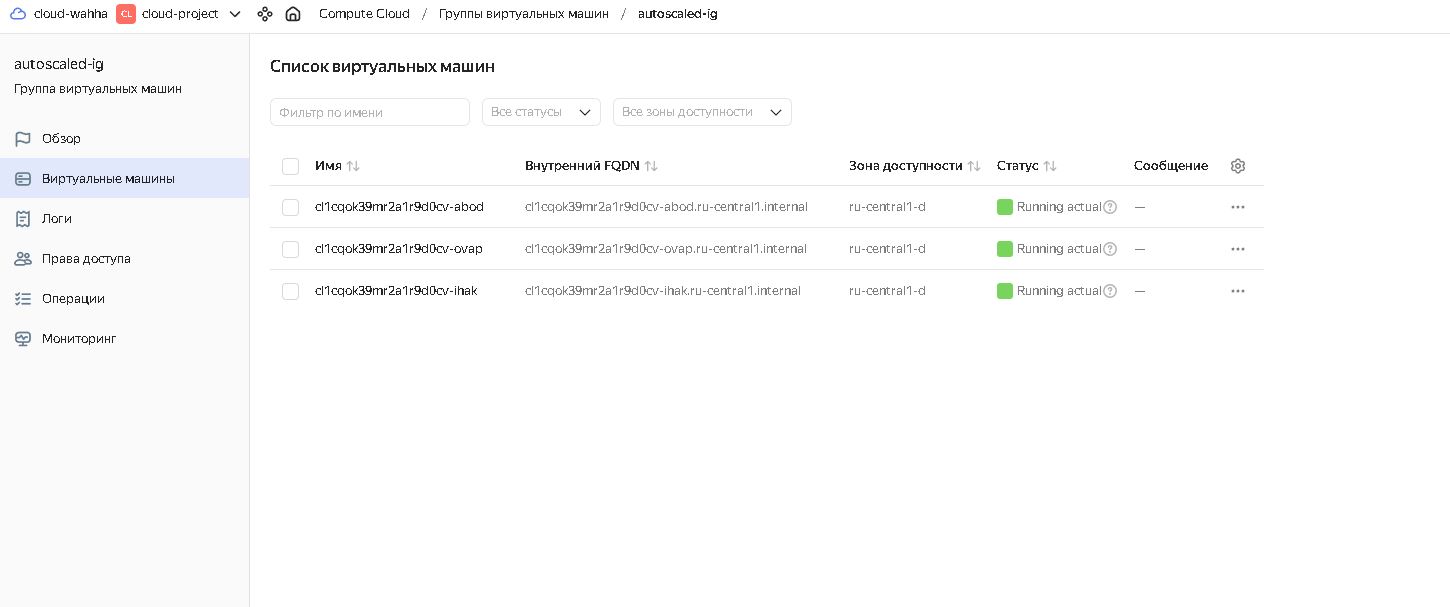 cloud-wahha CL cloud-project Compute Cloud / Группы виртуальных машин / autoscaled-ig
autoscaled-ig
Группа виртуальных машин
Обзор
Виртуальные машины
Логи
Права доступа
Операции
Мониторинг
Список виртуальных машин
Фильтр по имени Все статусы Все зоны доступности
Имя Внутренний FQDN Зона доступности Статус Сообщение
cl1cqok39mr2a1r9d0cv-abod cl1cqok39mr2a1r9d0cv-abod.ru-central1.internal ru-central1-d Running actual — ...
cl1cqok39mr2a1r9d0cv-ovap cl1cqok39mr2a1r9d0cv-ovap.ru-central1.internal ru-central1-d Running actual — ...
cl1cqok39mr2a1r9d0cv-ihak cl1cqok39mr2a1r9d0cv-ihak.ru-central1.internal ru-central1-d Running actual — ...